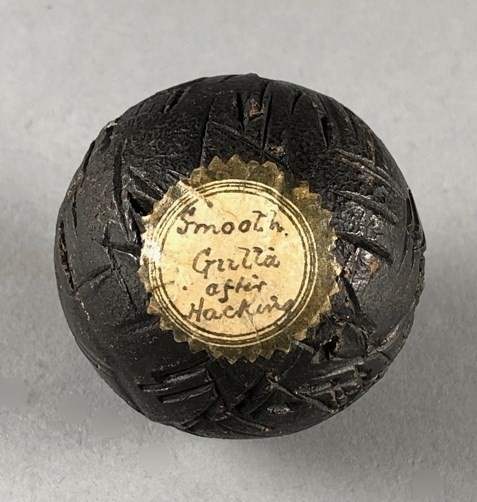 Smooth.
Gutta
after
Hacking